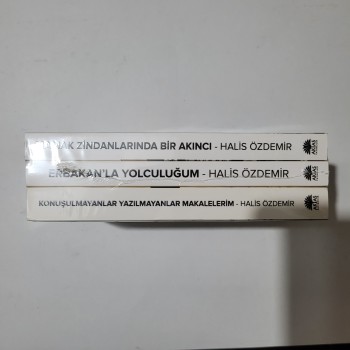 ZİNDANLARINDA BİR AKINCI - HALİS ÖZDEMİR
ERBAKAN'LA YOLCULUĞUM - HALİS ÖZDEMİR
KONUŞULMAYANLAR YAZILMAYANLAR MAKALELERİM - HALİS ÖZDEMİR